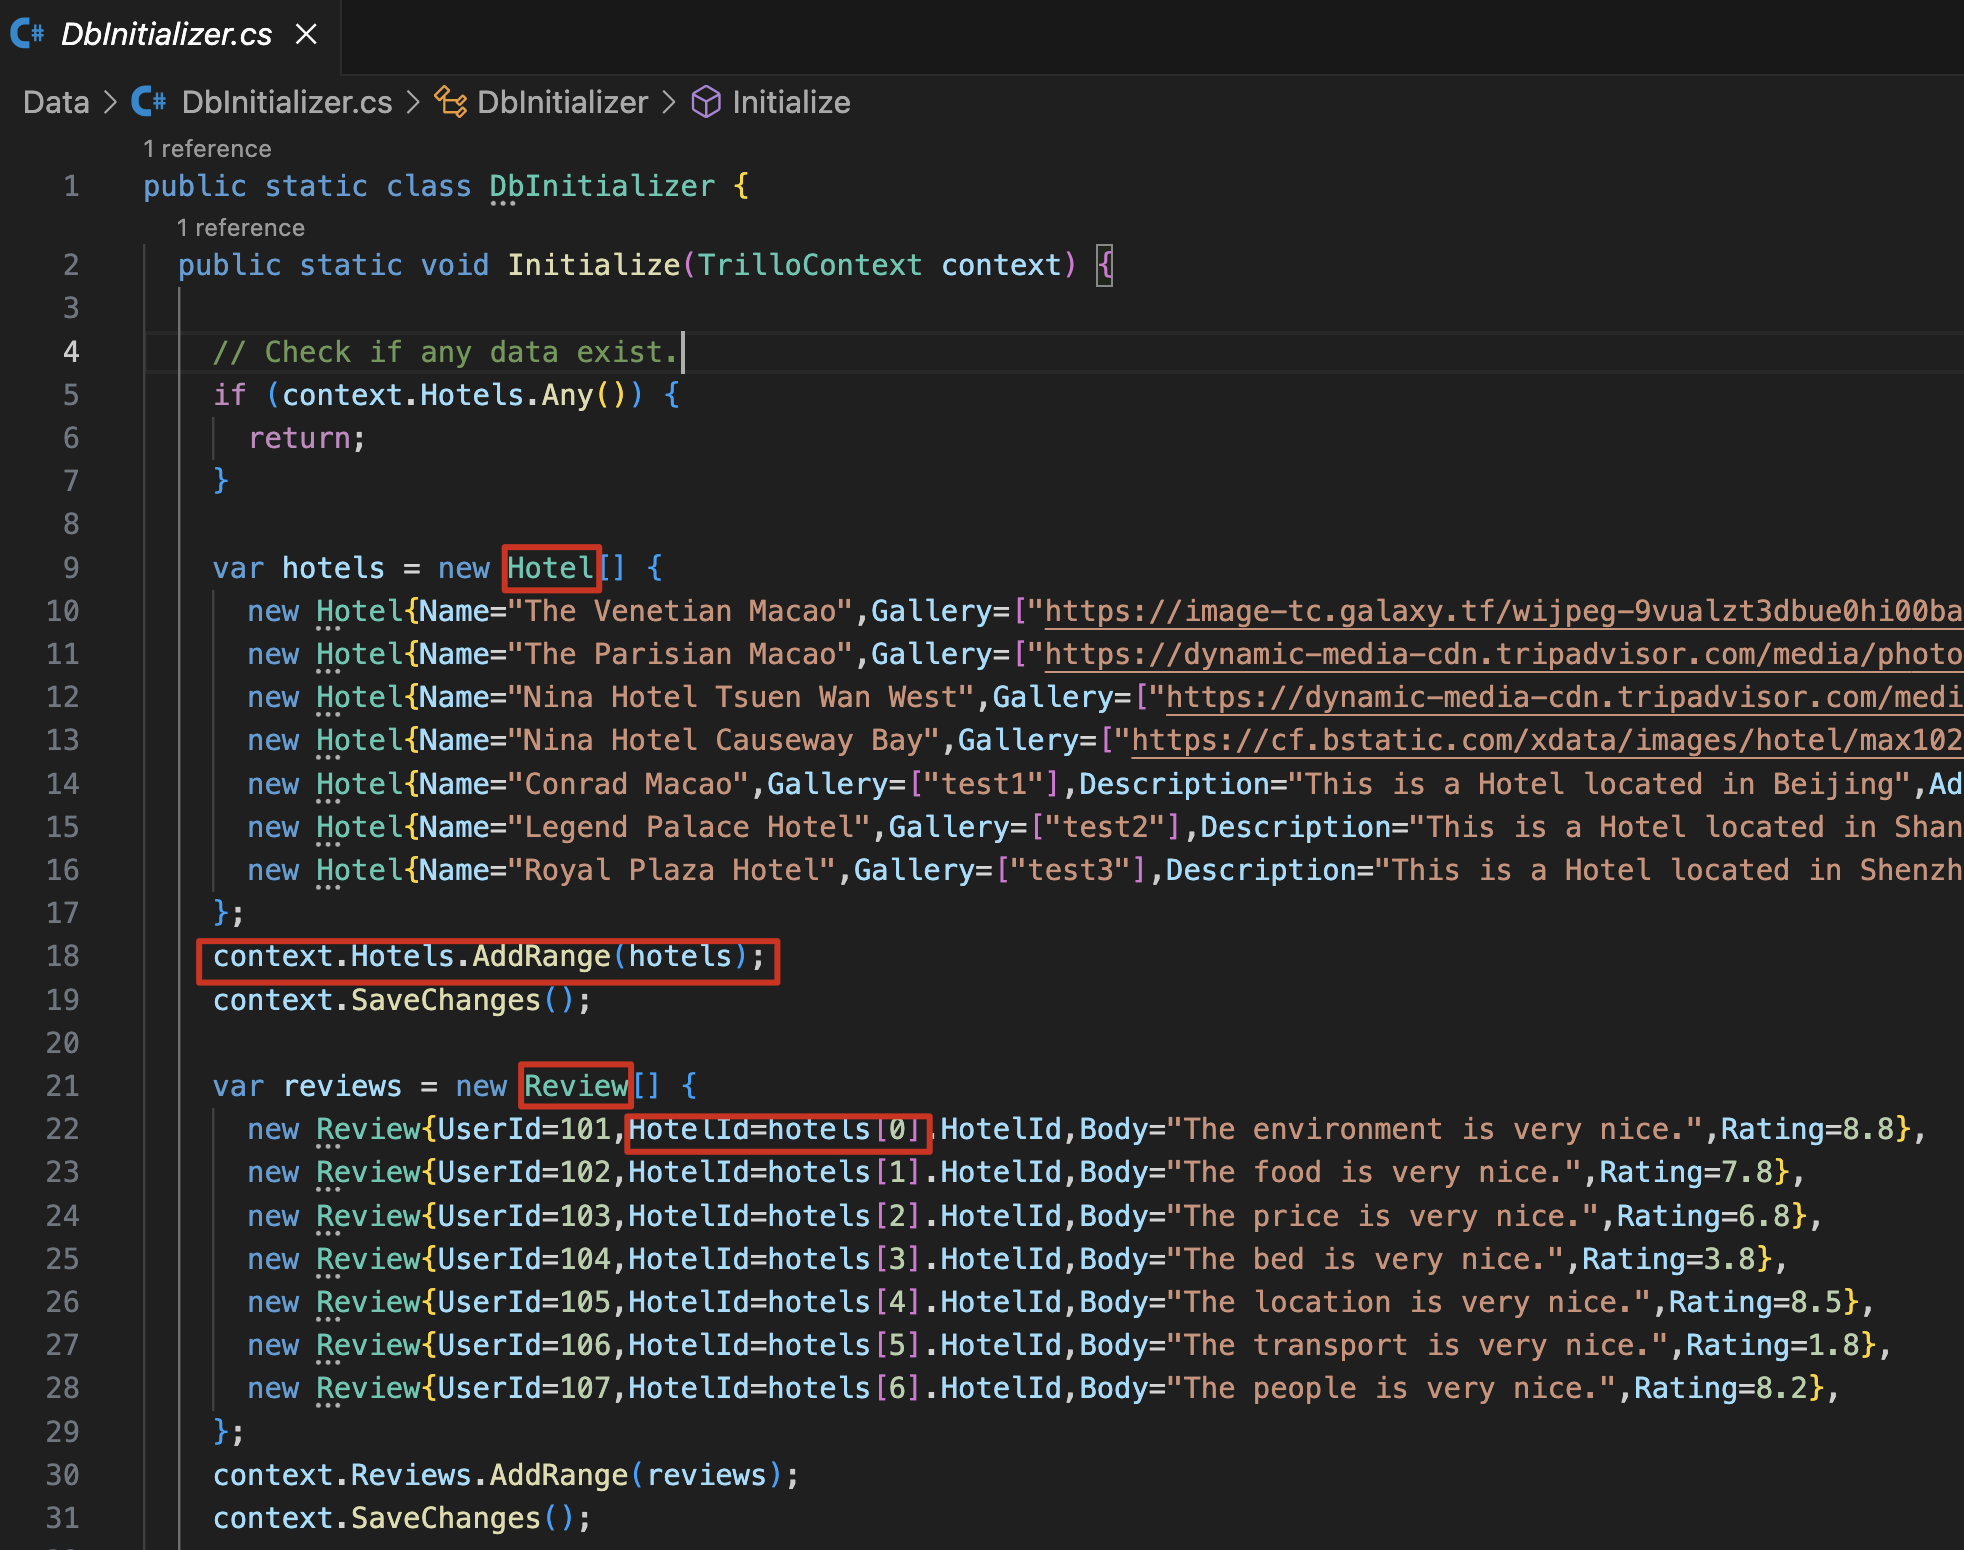 C# DbInitializer.cs ×
Data > C# DbInitializer.cs > DbInitializer > Initialize
1 reference
1 public static class DbInitializer {
1 reference
2 public static void Initialize(TrilloContext context) {
3
4 // Check if any data exist.
5 if (context.Hotels.Any()) {
6 return;
7 }
8
9 var hotels = new Hotel[] {
10 new Hotel{Name="The Venetian Macao",Gallery=["https://image-tc.galaxy.tf/wijpeg-9vualzt3dbue0hi00ba
11 new Hotel{Name="The Parisian Macao",Gallery=["https://dynamic-media-cdn.tripadvisor.com/media/photo
12 new Hotel{Name="Nina Hotel Tsuen Wan West",Gallery=["https://dynamic-media-cdn.tripadvisor.com/medi
13 new Hotel{Name="Nina Hotel Causeway Bay",Gallery=["https://cf.bstatic.com/xdata/images/hotel/max102
14 new Hotel{Name="Conrad Macao",Gallery=["test1"],Description="This is a Hotel located in Beijing",Ad
15 new Hotel{Name="Legend Palace Hotel",Gallery=["test2"],Description="This is a Hotel located in Shan
16 new Hotel{Name="Royal Plaza Hotel",Gallery=["test3"],Description="This is a Hotel located in Shenzh
17 };
18 context.Hotels.AddRange(hotels);
19 context.SaveChanges();
20
21 var reviews = new Review[] {
22 new Review{UserId=101,HotelId=hotels[0].HotelId,Body="The environment is very nice.",Rating=8.8},
23 new Review{UserId=102,HotelId=hotels[1].HotelId,Body="The food is very nice.",Rating=7.8},
24 new Review{UserId=103,HotelId=hotels[2].HotelId,Body="The price is very nice.",Rating=6.8},
25 new Review{UserId=104,HotelId=hotels[3].HotelId,Body="The bed is very nice.",Rating=3.8},
26 new Review{UserId=105,HotelId=hotels[4].HotelId,Body="The location is very nice.",Rating=8.5},
27 new Review{UserId=106,HotelId=hotels[5].HotelId,Body="The transport is very nice.",Rating=1.8},
28 new Review{UserId=107,HotelId=hotels[6].HotelId,Body="The people is very nice.",Rating=8.2},
29 };
30 context.Reviews.AddRange(reviews);
31 context.SaveChanges();